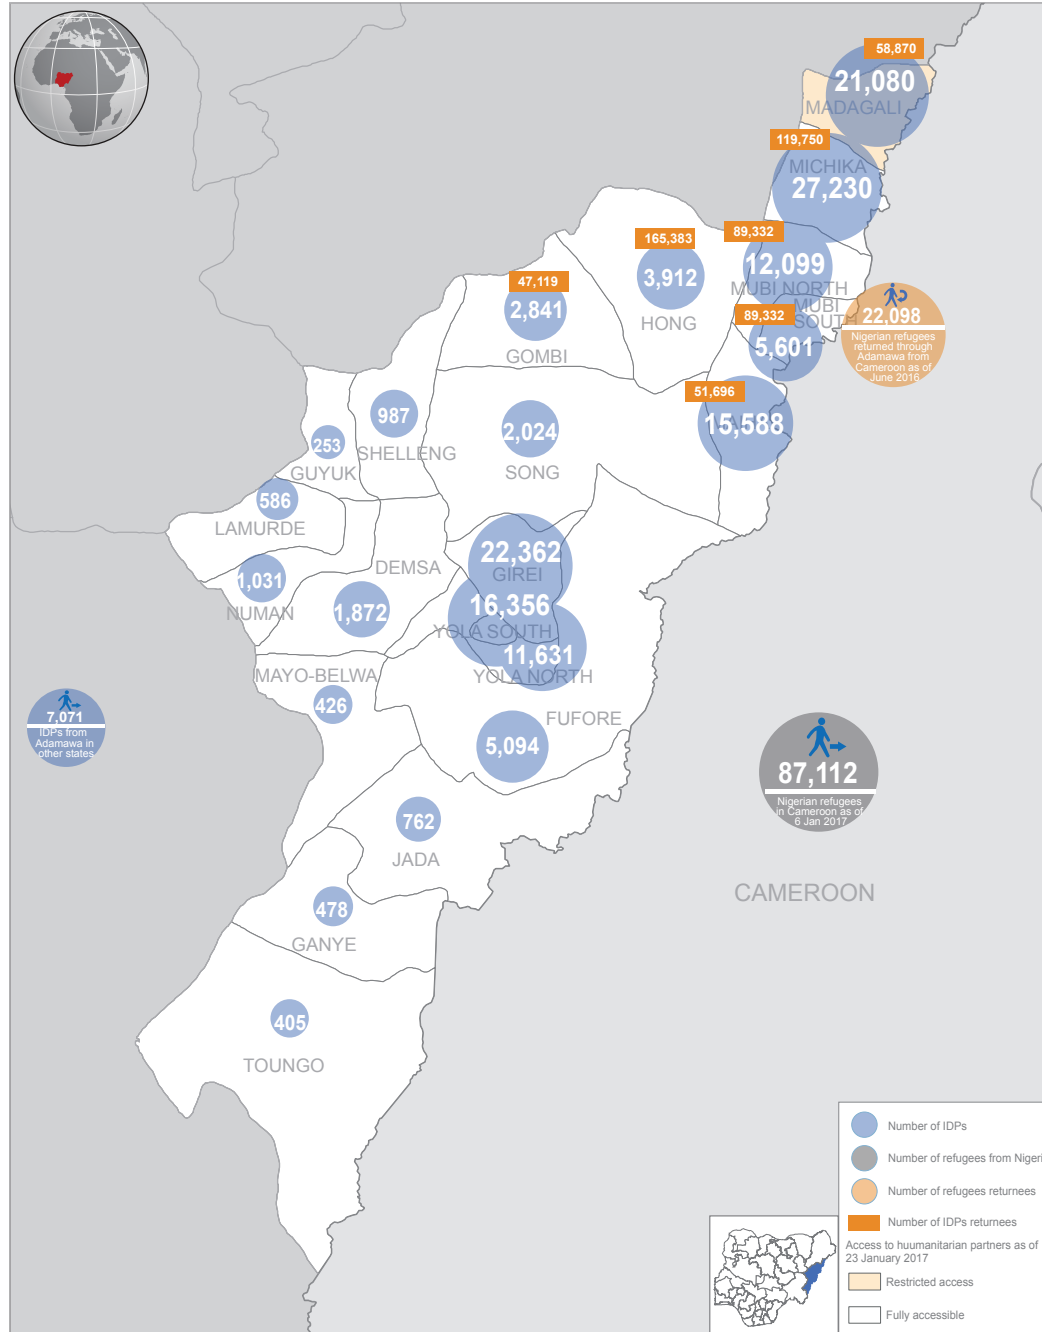 58,870
21,080
MADAGALI
119,750
MICHIKA
27,230
165,383
3,912
HONG
89,332
12,099
MUBI NORTH
47,119
2,841
GOMBI
MUBI
SOUTH
89,332
5,601
22,098
Nigerian refugees
returned through
Adamawa from
Cameroon as of
June 2016
51,696
15,588
987
SHELLENG
253
GUYUK
2,024
SONG
586
LAMURDE
22,362
GIREI
DEMSA
1,031
NUMAN
1,872
16,356
YOLA SOUTH
11,631
YOLA NORTH
MAYO-BELWA
426
FUFORE
5,094
7,071
IDPs from
Adamawa in
other states
87,112
Nigerian refugees
in Cameroon as of
6 Jan 2017
762
JADA
CAMEROON
478
GANYE
405
TOUNGO
Number of IDPs
Number of refugees from Nigeri
Number of refugees returnees
Number of IDPs returnees
Access to huumanitarian partners as of
23 January 2017
Restricted access
Fully accessible